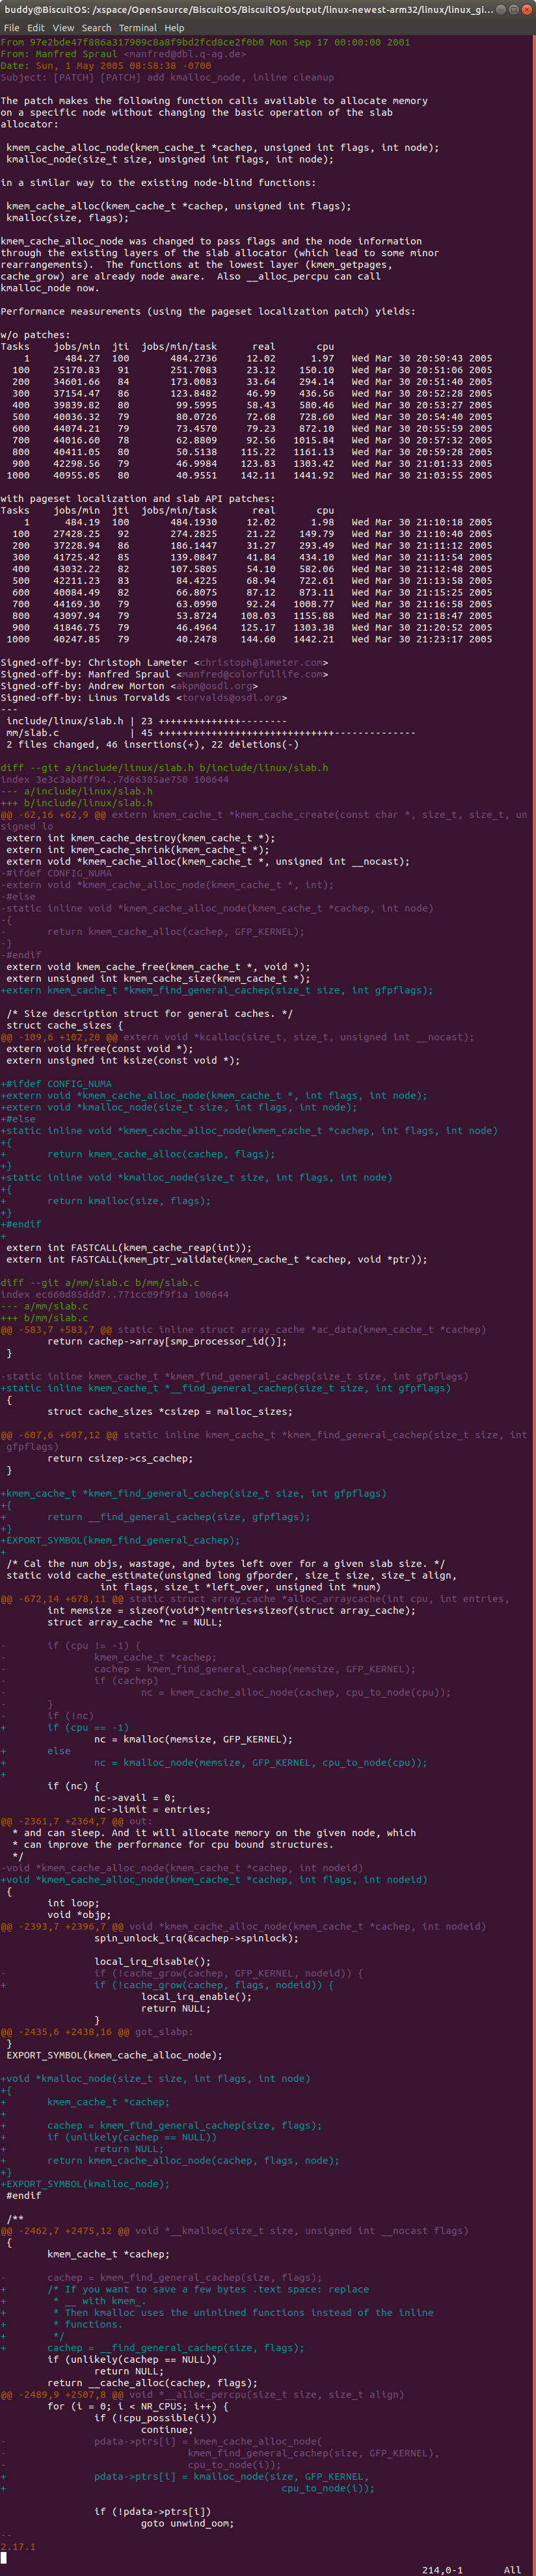 buddy@BiscuitOS: /xspace/OpenSource/BiscuitOS/BiscuitOS/output/linux-newest-arm32/linux/linux_gi...
File Edit View Search Terminal Help
From 97e2bde47f886a317909c8a8f9bd2fcd8ce2f0b0 Mon Sep 17 00:00:00 2001
From: Manfred Spraul <manfred@dbl.q-ag.de>
Date: Sun, 1 May 2005 08:58:38 -0700
Subject: [PATCH] [PATCH] add kmalloc_node, inline cleanup

The patch makes the following function calls available to allocate memory
on a specific node without changing the basic operation of the slab
allocator:

 kmem_cache_alloc_node(kmem_cache_t *cachep, unsigned int flags, int node);
 kmalloc_node(size_t size, unsigned int flags, int node);

in a similar way to the existing node-blind functions:

 kmem_cache_alloc(kmem_cache_t *cachep, unsigned int flags);
 kmalloc(size, flags);

kmem_cache_alloc_node was changed to pass flags and the node information
through the existing layers of the slab allocator (which lead to some minor
rearrangements).  The functions at the lowest layer (kmem_getpages,
cache_grow) are already node aware.  Also __alloc_percpu can call
kmalloc_node now.

Performance measurements (using the pageset localization patch) yields:

w/o patches:
Tasks    jobs/min  jti  jobs/min/task      real       cpu
    1      484.27  100       484.2736     12.02      1.97   Wed Mar 30 20:50:43 2005
  100    25170.83   91       251.7083     23.12    150.10   Wed Mar 30 20:51:06 2005
  200    34601.66   84       173.0083     33.64    294.14   Wed Mar 30 20:51:40 2005
  300    37154.47   86       123.8482     46.99    436.56   Wed Mar 30 20:52:28 2005
  400    39839.82   80        99.5995     58.43    580.46   Wed Mar 30 20:53:27 2005
  500    40036.32   79        80.0726     72.68    728.60   Wed Mar 30 20:54:40 2005
  600    44074.21   79        73.4570     79.23    872.10   Wed Mar 30 20:55:59 2005
  700    44016.60   78        62.8809     92.56   1015.84   Wed Mar 30 20:57:32 2005
  800    40411.05   80        50.5138    115.22   1161.13   Wed Mar 30 20:59:28 2005
  900    42298.56   79        46.9984    123.83   1303.42   Wed Mar 30 21:01:33 2005
 1000    40955.05   80        40.9551    142.11   1441.92   Wed Mar 30 21:03:55 2005

with pageset localization and slab API patches:
Tasks    jobs/min  jti  jobs/min/task      real       cpu
    1      484.19  100       484.1930     12.02      1.98   Wed Mar 30 21:10:18 2005
  100    27428.25   92       274.2825     21.22    149.79   Wed Mar 30 21:10:40 2005
  200    37228.94   86       186.1447     31.27    293.49   Wed Mar 30 21:11:12 2005
  300    41725.42   85       139.0847     41.84    434.10   Wed Mar 30 21:11:54 2005
  400    43032.22   82       107.5805     54.10    582.06   Wed Mar 30 21:12:48 2005
  500    42211.23   83        84.4225     68.94    722.61   Wed Mar 30 21:13:58 2005
  600    40084.49   82        66.8075     87.12    873.11   Wed Mar 30 21:15:25 2005
  700    44169.30   79        63.0990     92.24   1008.77   Wed Mar 30 21:16:58 2005
  800    43097.94   79        53.8724    108.03   1155.88   Wed Mar 30 21:18:47 2005
  900    41846.75   79        46.4964    125.17   1303.38   Wed Mar 30 21:20:52 2005
 1000    40247.85   79        40.2478    144.60   1442.21   Wed Mar 30 21:23:17 2005

Signed-off-by: Christoph Lameter <christoph@lameter.com>
Signed-off-by: Manfred Spraul <manfred@colorfullife.com>
Signed-off-by: Andrew Morton <akpm@osdl.org>
Signed-off-by: Linus Torvalds <torvalds@osdl.org>
---
 include/linux/slab.h | 23 +++++++++++++++--------
 mm/slab.c            | 45 +++++++++++++++++++++++++++++++--------------
 2 files changed, 46 insertions(+), 22 deletions(-)

diff --git a/include/linux/slab.h b/include/linux/slab.h
index 3e3c3ab8ff94..7d66385ae750 100644
--- a/include/linux/slab.h
+++ b/include/linux/slab.h
@@ -62,16 +62,9 @@ extern kmem_cache_t *kmem_cache_create(const char *, size_t, size_t, un
signed lo
 extern int kmem_cache_destroy(kmem_cache_t *);
 extern int kmem_cache_shrink(kmem_cache_t *);
 extern void *kmem_cache_alloc(kmem_cache_t *, unsigned int __nocast);
-#ifdef CONFIG_NUMA
-extern void *kmem_cache_alloc_node(kmem_cache_t *, int);
-#else
-static inline void *kmem_cache_alloc_node(kmem_cache_t *cachep, int node)
-{
-       return kmem_cache_alloc(cachep, GFP_KERNEL);
-}
-#endif
 extern void kmem_cache_free(kmem_cache_t *, void *);
 extern unsigned int kmem_cache_size(kmem_cache_t *);
+extern kmem_cache_t *kmem_find_general_cachep(size_t size, int gfpflags);

 /* Size description struct for general caches. */
 struct cache_sizes {
@@ -109,6 +102,20 @@ extern void *kcalloc(size_t, size_t, unsigned int __nocast);
 extern void kfree(const void *);
 extern unsigned int ksize(const void *);

+#ifdef CONFIG_NUMA
+extern void *kmem_cache_alloc_node(kmem_cache_t *, int flags, int node);
+extern void *kmalloc_node(size_t size, int flags, int node);
+#else
+static inline void *kmem_cache_alloc_node(kmem_cache_t *cachep, int flags, int node)
+{
+       return kmem_cache_alloc(cachep, flags);
+}
+static inline void *kmalloc_node(size_t size, int flags, int node)
+{
+       return kmalloc(size, flags);
+}
+#endif
+
 extern int FASTCALL(kmem_cache_reap(int));
 extern int FASTCALL(kmem_ptr_validate(kmem_cache_t *cachep, void *ptr));

diff --git a/mm/slab.c b/mm/slab.c
index ec660d85ddd7..771cc09f9f1a 100644
--- a/mm/slab.c
+++ b/mm/slab.c
@@ -583,7 +583,7 @@ static inline struct array_cache *ac_data(kmem_cache_t *cachep)
        return cachep->array[smp_processor_id()];
 }

-static inline kmem_cache_t *kmem_find_general_cachep(size_t size, int gfpflags)
+static inline kmem_cache_t *__find_general_cachep(size_t size, int gfpflags)
 {
        struct cache_sizes *csizep = malloc_sizes;

@@ -607,6 +607,12 @@ static inline kmem_cache_t *kmem_find_general_cachep(size_t size, int
 gfpflags)
        return csizep->cs_cachep;
 }

+kmem_cache_t *kmem_find_general_cachep(size_t size, int gfpflags)
+{
+       return __find_general_cachep(size, gfpflags);
+}
+EXPORT_SYMBOL(kmem_find_general_cachep);
+
 /* Cal the num objs, wastage, and bytes left over for a given slab size. */
 static void cache_estimate(unsigned long gfporder, size_t size, size_t align,
                 int flags, size_t *left_over, unsigned int *num)
@@ -672,14 +678,11 @@ static struct array_cache *alloc_arraycache(int cpu, int entries,
        int memsize = sizeof(void*)*entries+sizeof(struct array_cache);
        struct array_cache *nc = NULL;

-       if (cpu != -1) {
-               kmem_cache_t *cachep;
-               cachep = kmem_find_general_cachep(memsize, GFP_KERNEL);
-               if (cachep)
-                       nc = kmem_cache_alloc_node(cachep, cpu_to_node(cpu));
-       }
-       if (!nc)
+       if (cpu == -1)
                nc = kmalloc(memsize, GFP_KERNEL);
+       else
+               nc = kmalloc_node(memsize, GFP_KERNEL, cpu_to_node(cpu));
+
        if (nc) {
                nc->avail = 0;
                nc->limit = entries;
@@ -2361,7 +2364,7 @@ out:
  * and can sleep. And it will allocate memory on the given node, which
  * can improve the performance for cpu bound structures.
  */
-void *kmem_cache_alloc_node(kmem_cache_t *cachep, int nodeid)
+void *kmem_cache_alloc_node(kmem_cache_t *cachep, int flags, int nodeid)
 {
        int loop;
        void *objp;
@@ -2393,7 +2396,7 @@ void *kmem_cache_alloc_node(kmem_cache_t *cachep, int nodeid)
                spin_unlock_irq(&cachep->spinlock);

                local_irq_disable();
-               if (!cache_grow(cachep, GFP_KERNEL, nodeid)) {
+               if (!cache_grow(cachep, flags, nodeid)) {
                        local_irq_enable();
                        return NULL;
                }
@@ -2435,6 +2438,16 @@ got_slabp:
 }
 EXPORT_SYMBOL(kmem_cache_alloc_node);

+void *kmalloc_node(size_t size, int flags, int node)
+{
+       kmem_cache_t *cachep;
+
+       cachep = kmem_find_general_cachep(size, flags);
+       if (unlikely(cachep == NULL))
+               return NULL;
+       return kmem_cache_alloc_node(cachep, flags, node);
+}
+EXPORT_SYMBOL(kmalloc_node);
 #endif

 /**
@@ -2462,7 +2475,12 @@ void *__kmalloc(size_t size, unsigned int __nocast flags)
 {
        kmem_cache_t *cachep;

-       cachep = kmem_find_general_cachep(size, flags);
+       /* If you want to save a few bytes .text space: replace
+        * __ with kmem_.
+        * Then kmalloc uses the uninlined functions instead of the inline
+        * functions.
+        */
+       cachep = __find_general_cachep(size, flags);
        if (unlikely(cachep == NULL))
                return NULL;
        return __cache_alloc(cachep, flags);
@@ -2489,9 +2507,8 @@ void *__alloc_percpu(size_t size, size_t align)
        for (i = 0; i < NR_CPUS; i++) {
                if (!cpu_possible(i))
                        continue;
-               pdata->ptrs[i] = kmem_cache_alloc_node(
-                               kmem_find_general_cachep(size, GFP_KERNEL),
-                               cpu_to_node(i));
+               pdata->ptrs[i] = kmalloc_node(size, GFP_KERNEL,
+                                               cpu_to_node(i));

                if (!pdata->ptrs[i])
                        goto unwind_oom;
--
2.17.1
214,0-1 All